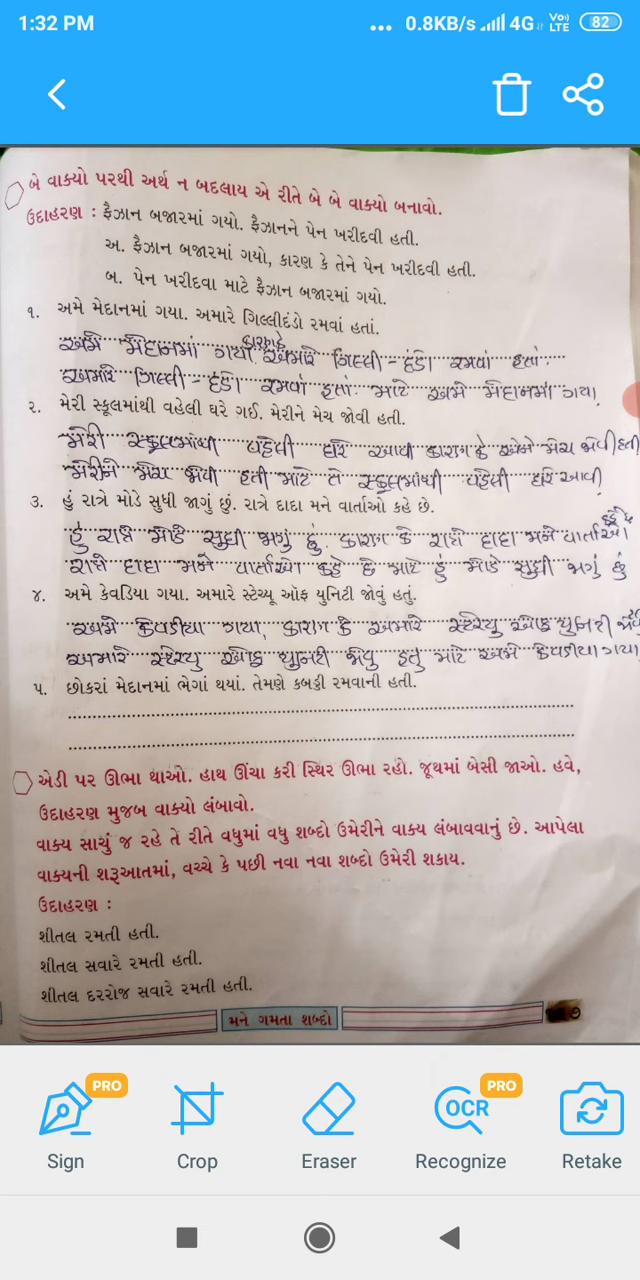 1:32 PM ... 0.8KB/s 4G Vo) LTE 82
બે વાક્યો પરથી અર્થ ન બદલાય એ રીતે બે બે વાક્યો બનાવો.
ઉદાહરણ : ફૈઝાન બજારમાં ગયો. ફૈઝાનને પેન ખરીદવી હતી.
અ. ફૈઝાન બજારમાં ગયો, કારણ કે તેને પેન ખરીદવી હતી.
બ. પેન ખરીદવા માટે ફૈઝાન બજારમાં ગયો.
૧. અમે મેદાનમાં ગયા. અમારે ગિલ્લીદંડો રમવાં હતાં.
અમે મેદાનમાં ગયા અમારે ગિલ્લી-દંડો રમવાં હતાં
અમારે ગિલ્લી-દંડો રમવાં હતાં માટે અમે મેદાનમાં ગયા
૨. મેરી સ્કૂલમાંથી વહેલી ઘરે ગઈ. મેરીને મેચ જોવી હતી.
મેરી સ્કૂલમાંથી વહેલી ઘરે આવી કારણ કે એને મેચ જોવી હતી
મેરીને મેચ જોવી હતી માટે તે સ્કૂલમાંથી વહેલી ઘરિ આવી
૩. હું રાત્રે મોડે સુધી જાગું છું. રાત્રે દાદા મને વાર્તાઓ કહે છે.
હું રાત્રે મોડે સુધી જાગું છું. કારણ કે રાત્રે દાદા મને વાર્તાઓ કહે છે
રાત્રે દાદા મને વાર્તાઓ કહે છે માટે હું મોડે સુધી જાગું છું
૪. અમે કેવડિયા ગયા. અમારે સ્ટેચ્યૂ ઑફ યુનિટી જોવું હતું.
અમે કેવડીયા ગયા, કારણ કે અમારે સ્ટેચ્યુ ઓફ યુનિટી
અમારે સ્ટેચ્યુ ઓફ યુનિટી જોવુ હતુ માટે અમે કેવડીયા ગયા
૫. છોકરાં મેદાનમાં ભેગાં થયાં. તેમણે કબડ્ડી રમવાની હતી.
એડી પર ઊભા થાઓ. હાથ ઊંચા કરી સ્થિર ઊભા રહો. જૂથમાં બેસી જાઓ. હવે,
ઉદાહરણ મુજબ વાક્યો લંબાવો.
વાક્ય સાચું જ રહે તે રીતે વધુમાં વધુ શબ્દો ઉમેરીને વાક્ય લંબાવવાનું છે. આપેલા
વાક્યની શરૂઆતમાં, વચ્ચે કે પછી નવા નવા શબ્દો ઉમેરી શકાય.
ઉદાહરણ :
શીતલ રમતી હતી.
શીતલ સવારે રમતી હતી.
શીતલ દરરોજ સવારે રમતી હતી.
મને ગમતા શબ્દો
PRO PRO
OCR
Sign Crop Eraser Recognize Retake